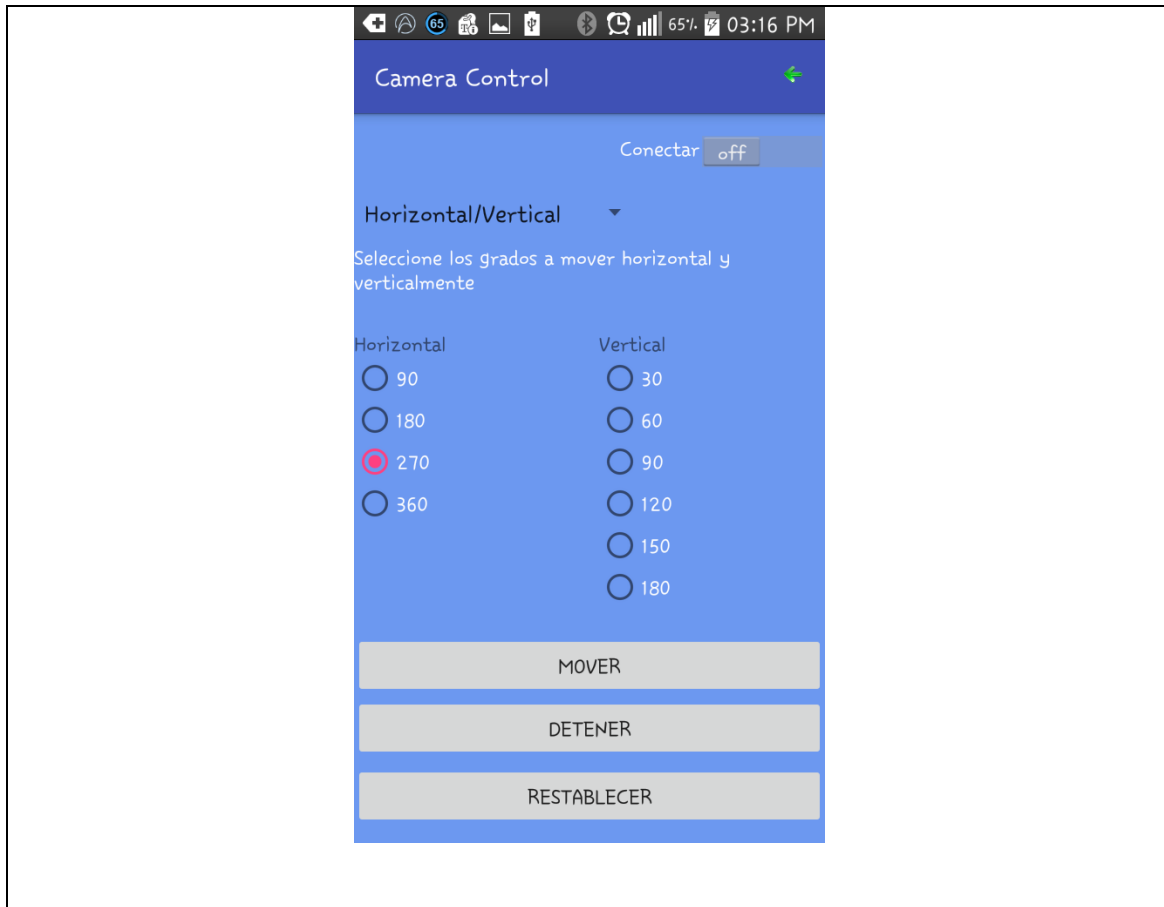 65 65% 03:16 PM
Camera Control
Conectar off
Horizontal/Vertical
Seleccione los grados a mover horizontal y
verticalmente
Horizontal Vertical
90 30
180 60
270 90
360 120
150
180
MOVER
DETENER
RESTABLECER